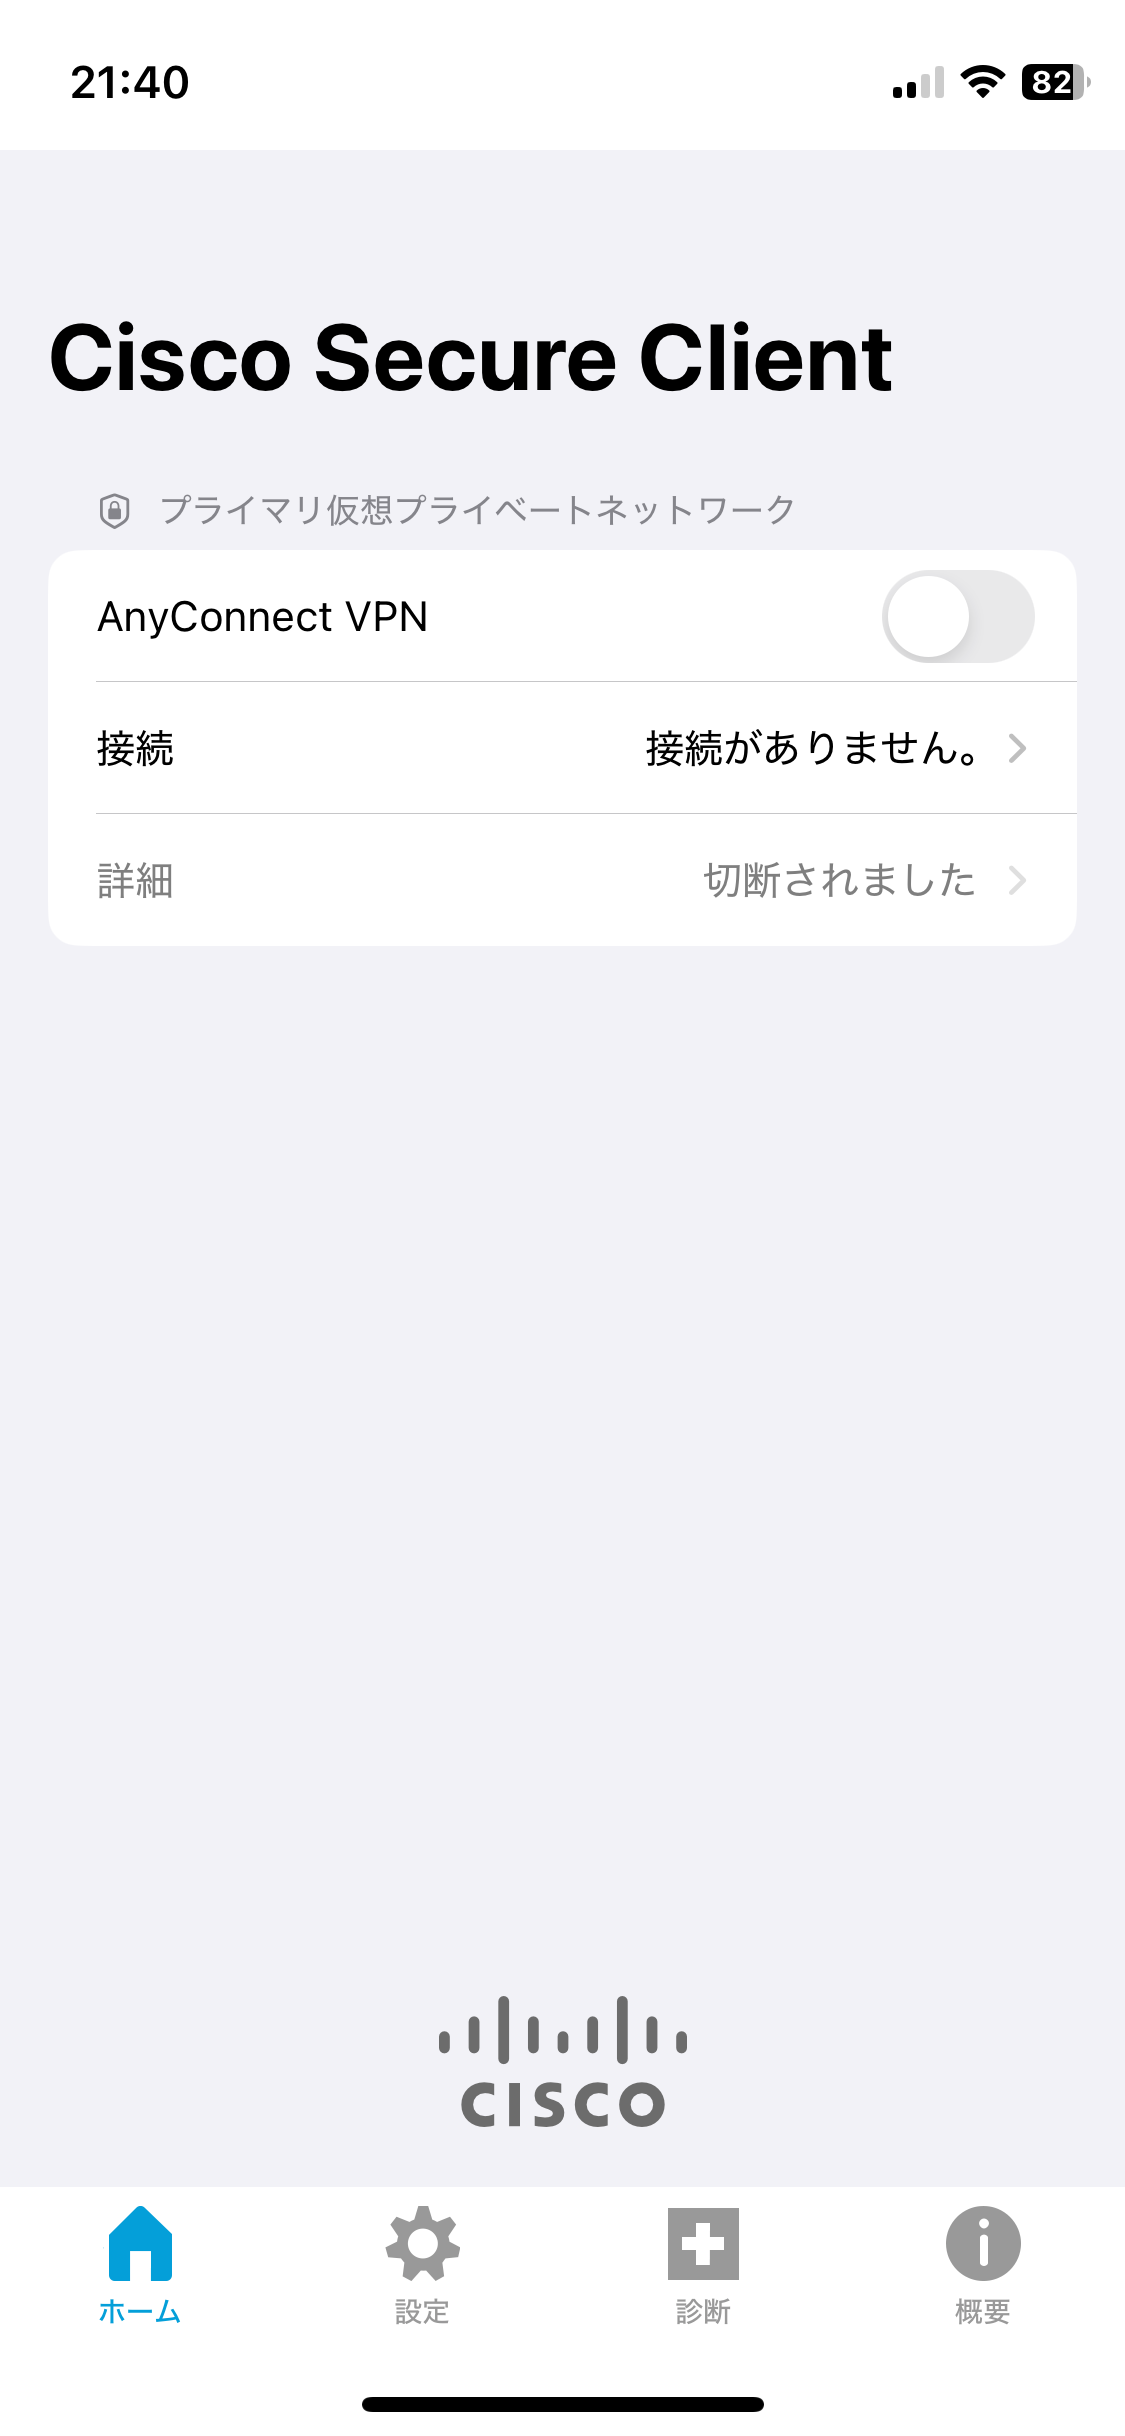 21:40
82
Cisco Secure Client
プライマリ仮想プライベートネットワーク
AnyConnect VPN
接続 接続がありません。
詳細 切断されました
CISCO
ホーム 設定 診断 概要